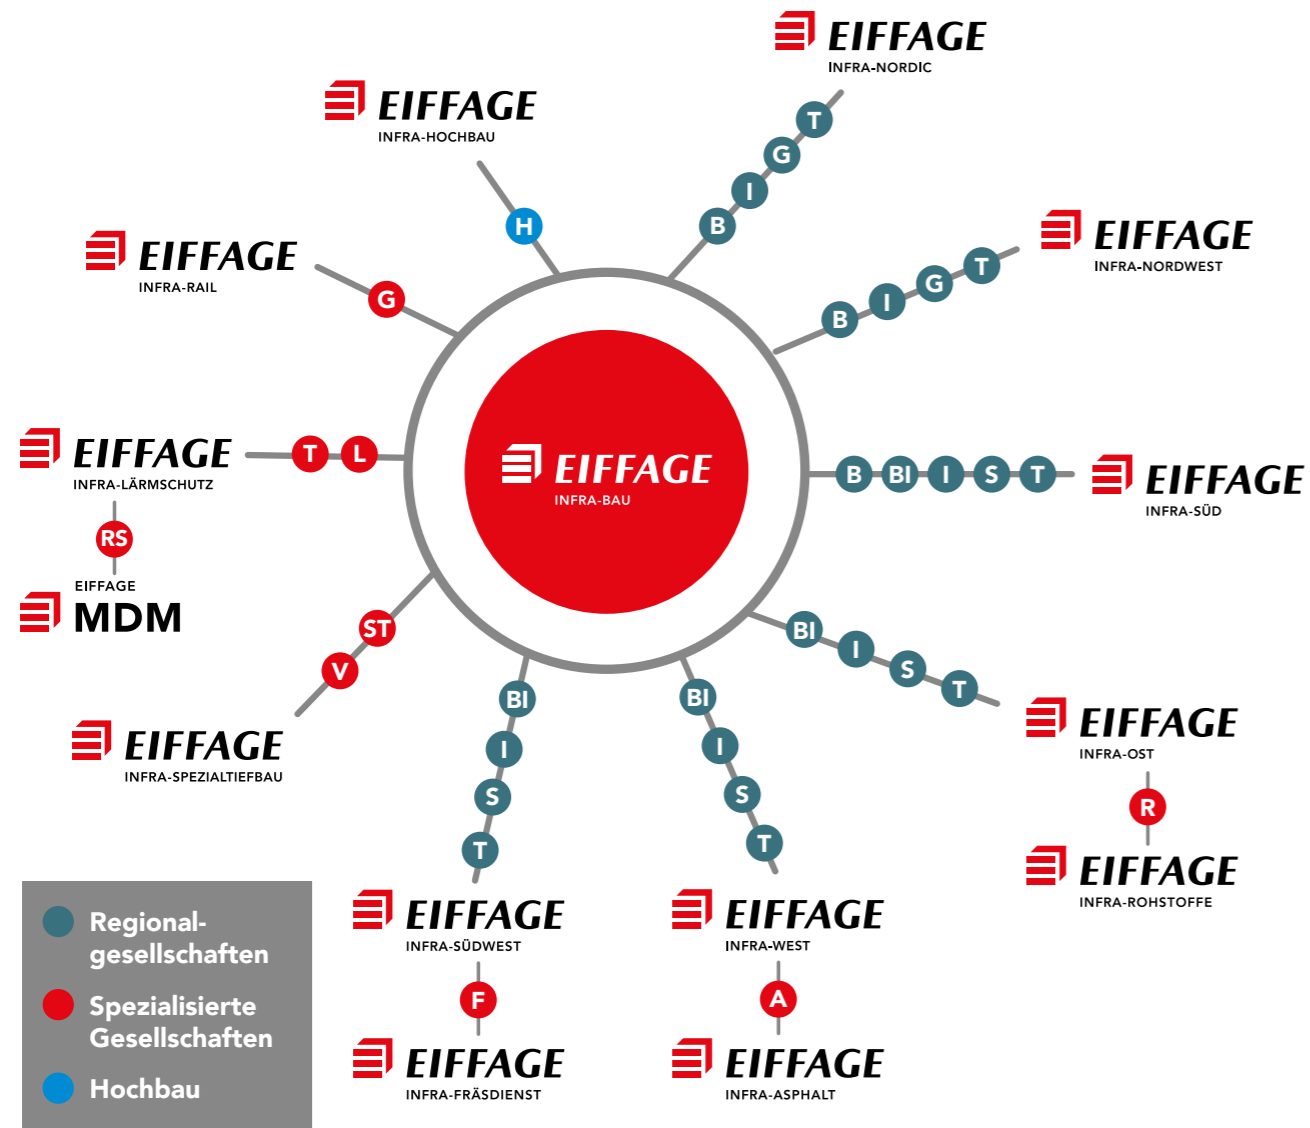 EIFFAGE
INFRA-NORDIC
T
G
I
B
EIFFAGE
INFRA-HOCHBAU
H
EIFFAGE
INFRA-NORDWEST
B
I
G
T
EIFFAGE
INFRA-RAIL
G
EIFFAGE
INFRA-BAU
EIFFAGE
INFRA-LÄRMSCHUTZ
T
L
RS
EIFFAGE
MDM
B
BI
I
S
T
EIFFAGE
INFRA-SÜD
ST
V
EIFFAGE
INFRA-SPEZIALTIEFBAU
BI
I
S
T
EIFFAGE
INFRA-OST
R
EIFFAGE
INFRA-ROHSTOFFE
BI
I
S
T
EIFFAGE
INFRA-SÜDWEST
F
EIFFAGE
INFRA-FRÄSDIENST
BI
I
S
T
EIFFAGE
INFRA-WEST
A
EIFFAGE
INFRA-ASPHALT
Regional-
gesellschaften
Spezialisierte
Gesellschaften
Hochbau